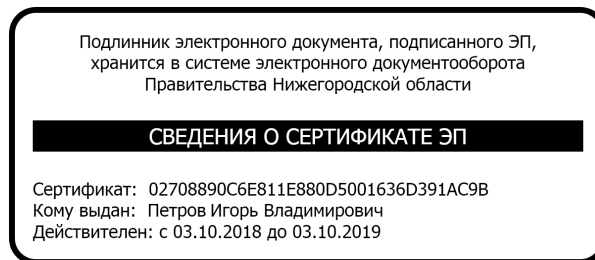 Подлинник электронного документа, подписанного ЭП,
хранится в системе электронного документооборота
Правительства Нижегородской области
СВЕДЕНИЯ О СЕРТИФИКАТЕ ЭП
Сертификат: 02708890C6E811E880D5001636D391AC9B
Кому выдан: Петров Игорь Владимирович
Действителен: с 03.10.2018 до 03.10.2019